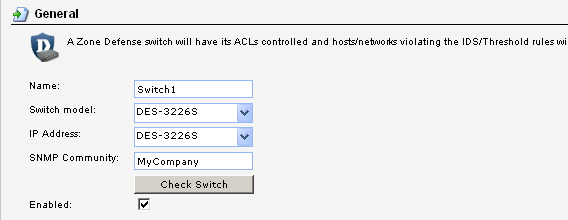 General
A Zone Defense switch will have its ACLs controlled and hosts/networks violating the IDS/Threshold rules wi
Name: Switch1
Switch model: DES-3226S
IP Address: DES-3226S
SNMP Community: MyCompany
Check Switch
Enabled: